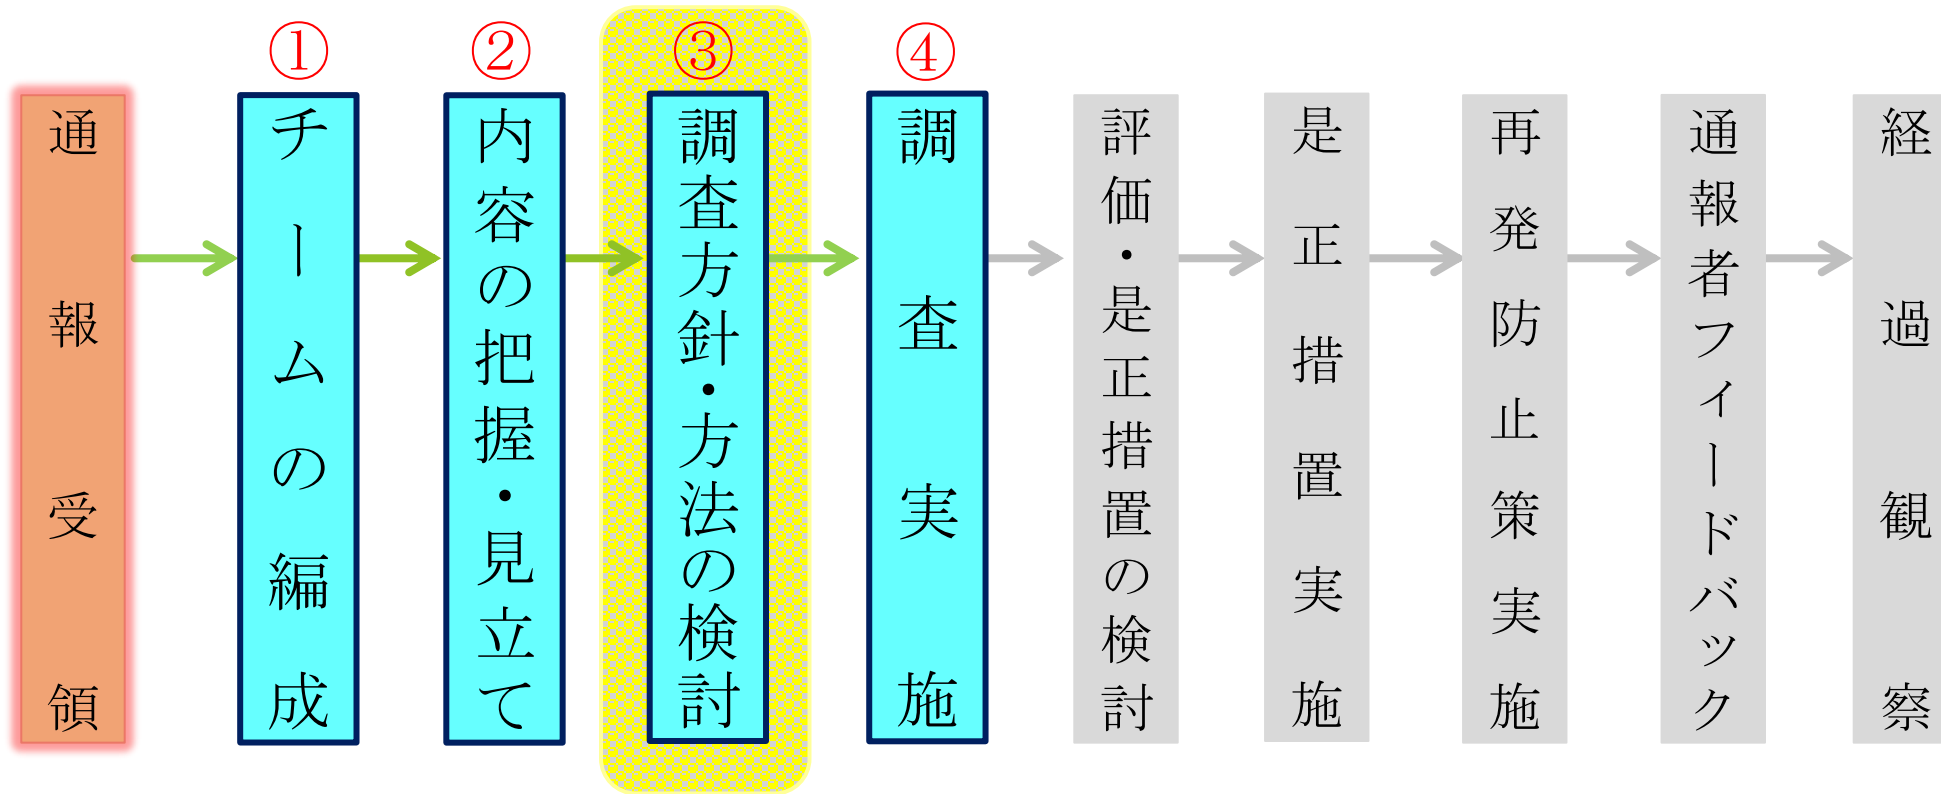 通報受領
①
チームの編成
②
内容の把握・見立て
③
調査方針・方法の検討
④
調査実施
評価・是正措置の検討
是正措置実施
再発防止策実施
通報者フィードバック
経過観察